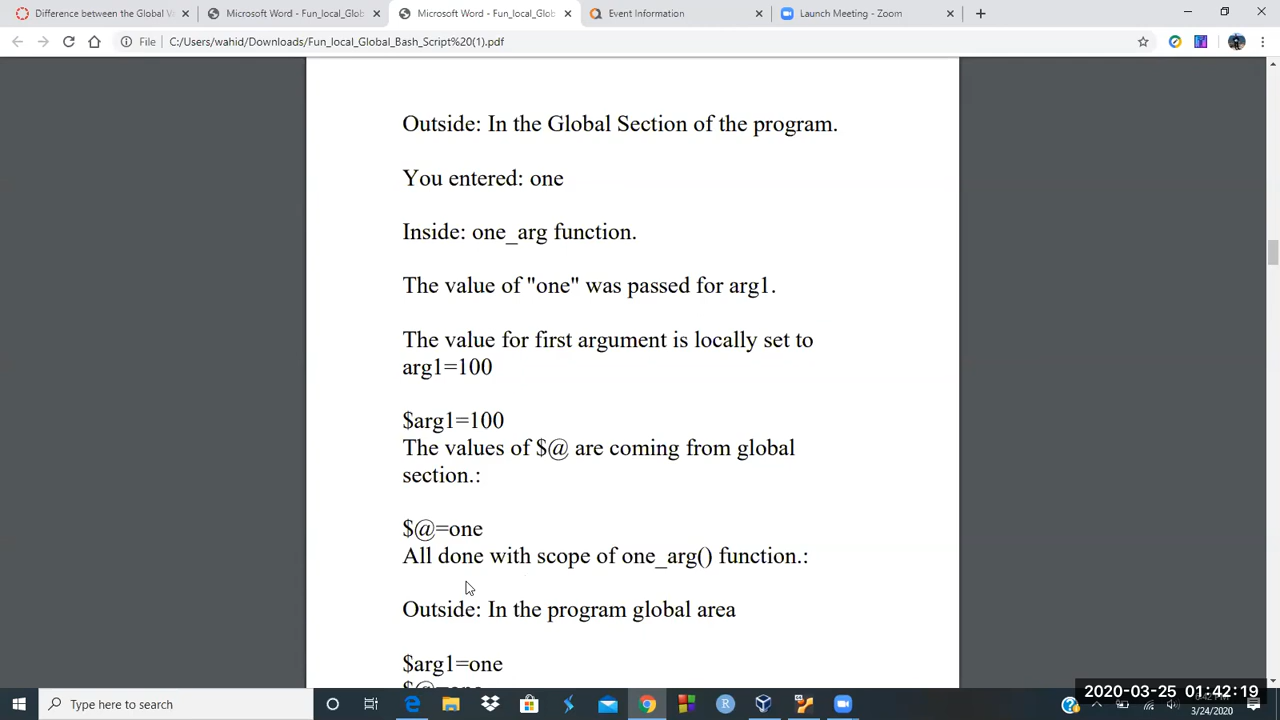 Difference between the Global V
Microsoft Word - Fun_local_Glob
Microsoft Word - Fun_local_Glob
Event Information
Launch Meeting - Zoom
File
C:/Users/wahid/Downloads/Fun_local_Global_Bash_Script%20(1).pdf
Outside: In the Global Section of the program.
You entered: one
Inside: one_arg function.
The value of "one" was passed for arg1.
The value for first argument is locally set to
arg1=100
$arg1=100
The values of $@ are coming from global
section.:
$@=one
All done with scope of one_arg() function.:
Outside: In the program global area
$arg1=one
$@=one
Type here to search
2020-03-25 01:42:19
3/24/2020